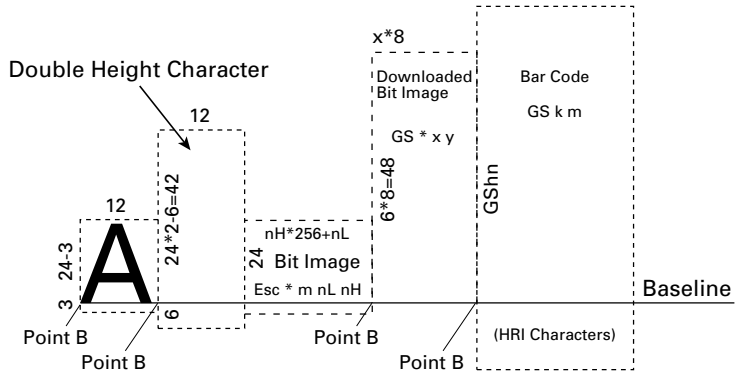 x*8
Double Height Character
Downloaded
Bit Image
Bar Code
GS * x y
GS k m
12
12
24-3
3
A
24*2-6=42
6
24
nH*256+nL
Bit Image
Esc * m nL nH
6*8=48
GShn
Baseline
(HRI Characters)
Point B
Point B
Point B
Point B